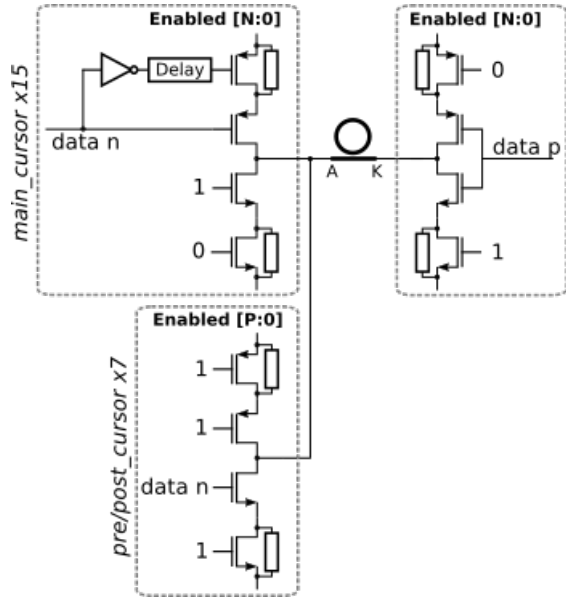 Enabled [N:0]
Enabled [N:0]
main_cursor x15
Delay
0
data n
data p
A
K
1
0
1
Enabled [P:0]
pre/post_cursor x7
1
1
data n
1